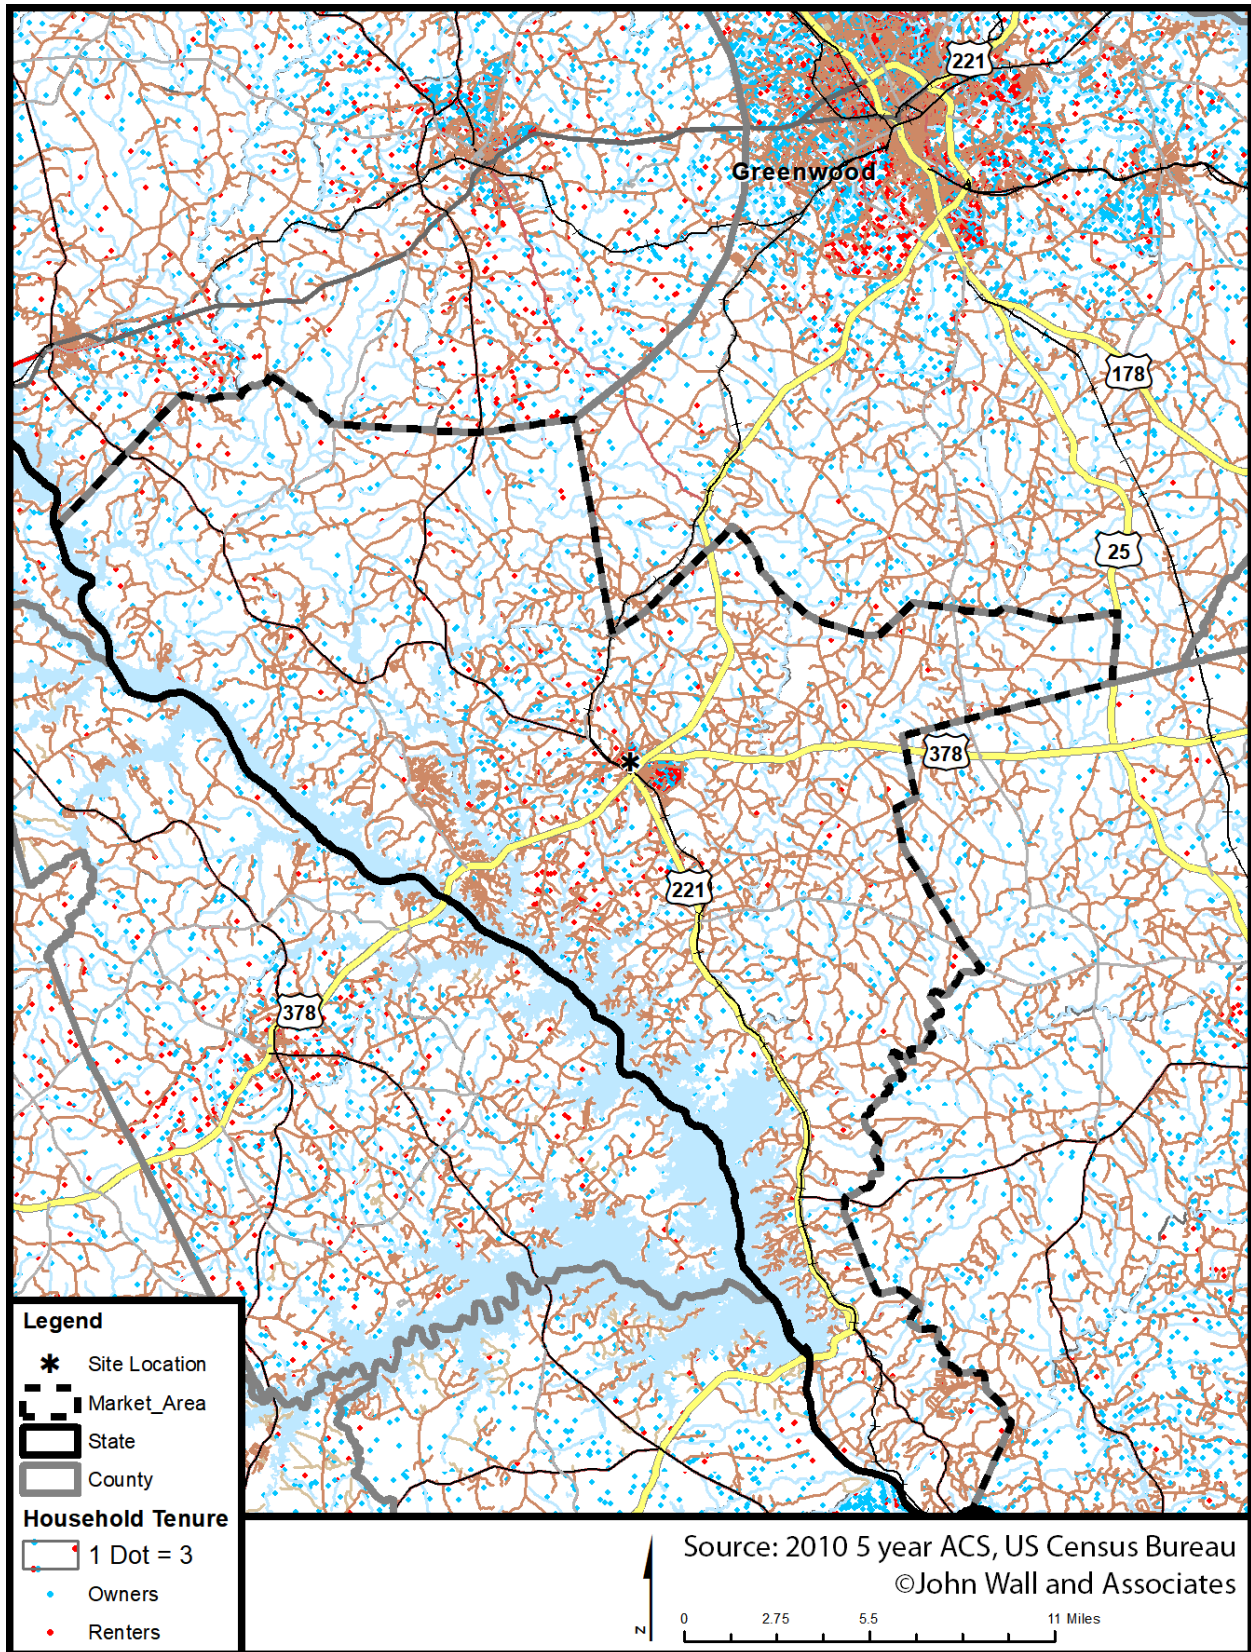 221
Greenwood
178
25
378
221
378
Legend
Site Location
Market_Area
State
County
Household Tenure
1 Dot = 3
Owners
Renters
Source: 2010 5 year ACS, US Census Bureau
©John Wall and Associates
N
0 2.75 5.5 11 Miles